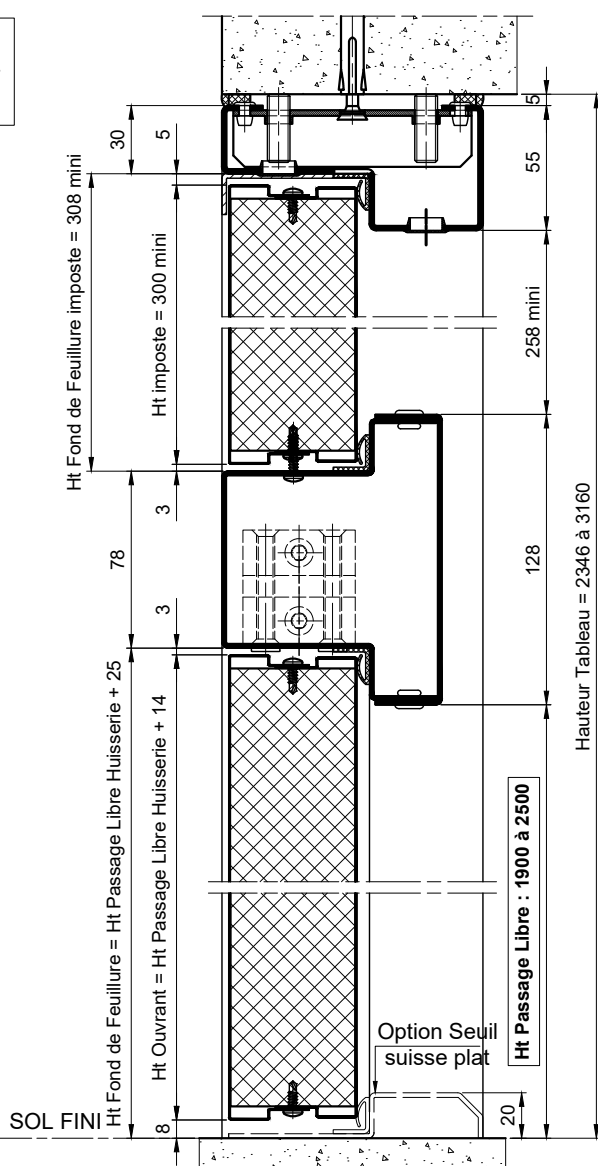 5
30
5
55
Ht Fond de Feuillure imposte = 308 mini
Ht imposte = 300 mini
258 mini
3
78
128
3
Hauteur Tableau = 2346 à 3160
Ht Fond de Feuillure = Ht Passage Libre Huisserie + 25
Ht Ouvrant = Ht Passage Libre Huisserie + 14
Ht Passage Libre : 1900 à 2500
Option Seuil
suisse plat
20
SOL FINI
8